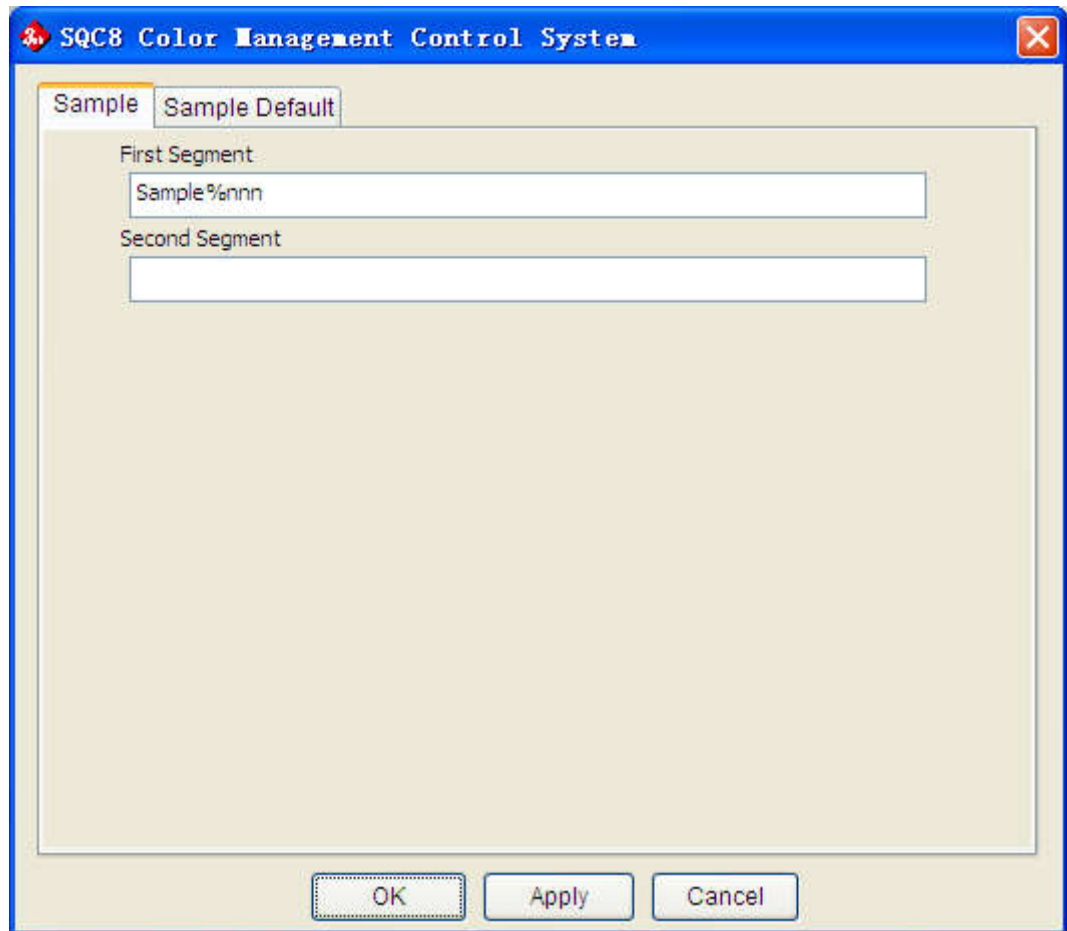 SQC8 Color Management Control System
Sample Sample Default
First Segment
Sample%nnn
Second Segment
OK Apply Cancel